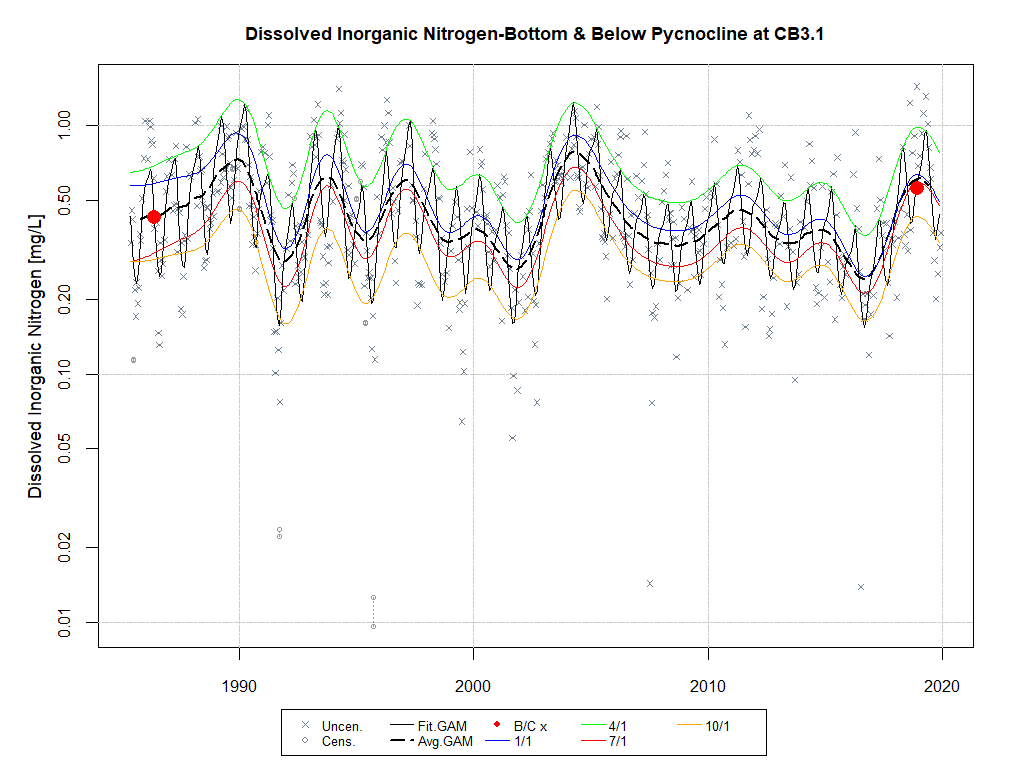 Dissolved Inorganic Nitrogen-Bottom & Below Pycnocline at CB3.1
Dissolved Inorganic Nitrogen [mg/L]
1.00
0.50
0.20
0.10
0.05
0.02
0.01
1990 2000 2010 2020
Uncen. Fit.GAM B/C x 4/1 10/1
Cens. Avg.GAM 1/1 7/1